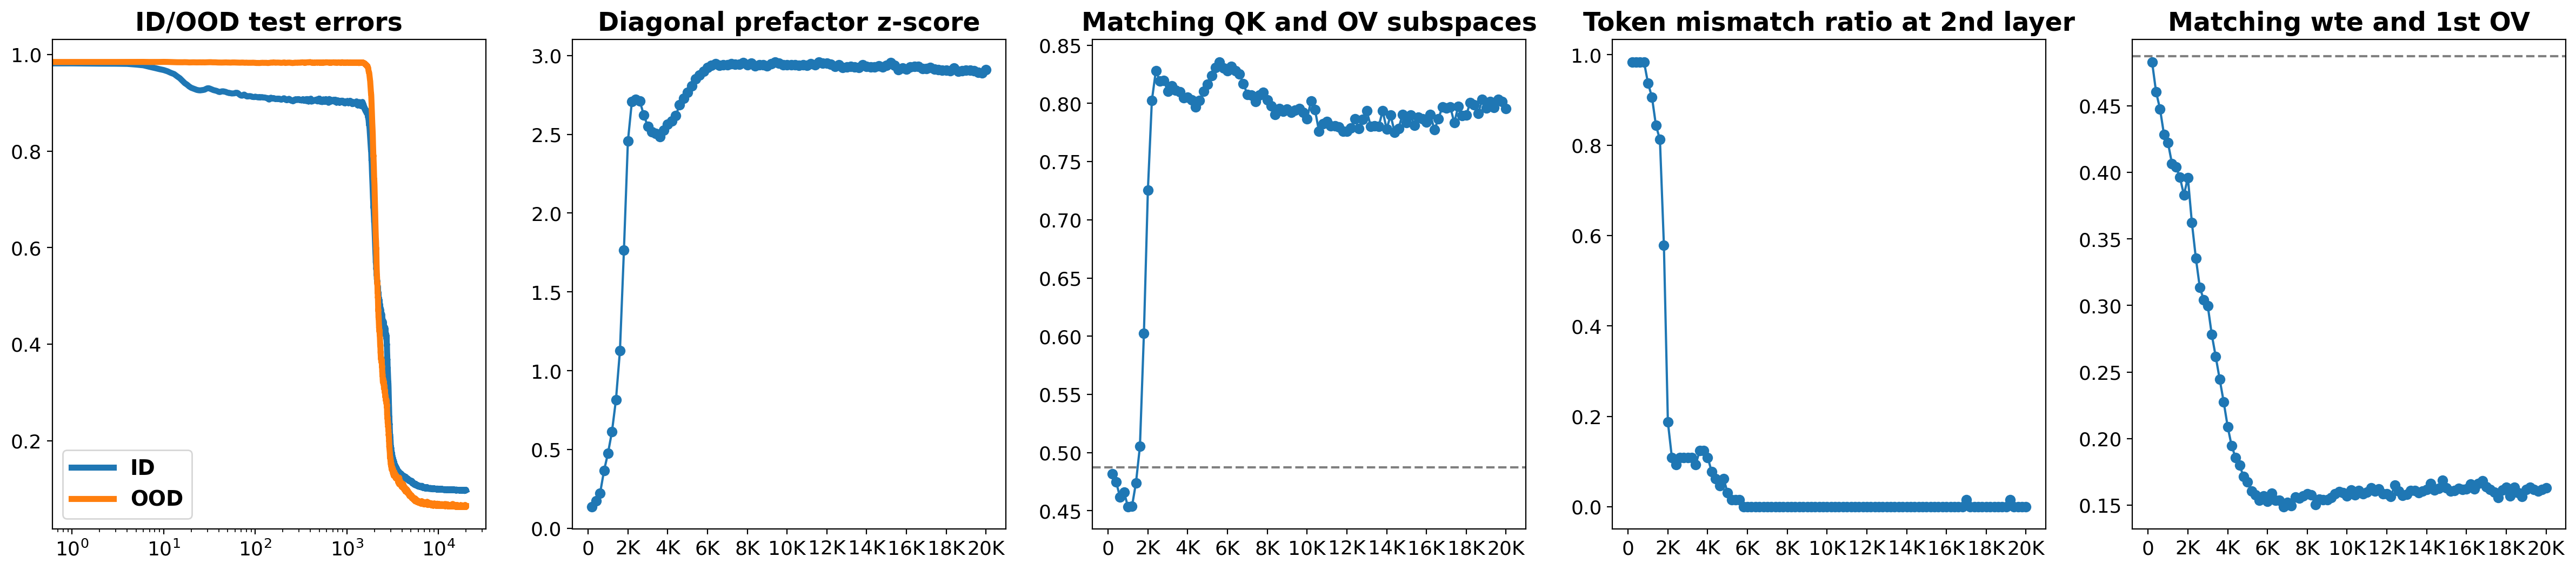 ID/OOD test errors
1.0
0.8
0.6
0.4
0.2
ID
OOD
10⁰ 10¹ 10² 10³ 10⁴
Diagonal prefactor z-score
3.0
2.5
2.0
1.5
1.0
0.5
0.0
0 2K 4K 6K 8K 10K 12K 14K 16K 18K 20K
Matching QK and OV subspaces
0.85
0.80
0.75
0.70
0.65
0.60
0.55
0.50
0.45
0 2K 4K 6K 8K 10K 12K 14K 16K 18K 20K
Token mismatch ratio at 2nd layer
1.0
0.8
0.6
0.4
0.2
0.0
0 2K 4K 6K 8K 10K 12K 14K 16K 18K 20K
Matching wte and 1st OV
0.45
0.40
0.35
0.30
0.25
0.20
0.15
0 2K 4K 6K 8K 10K 12K 14K 16K 18K 20K